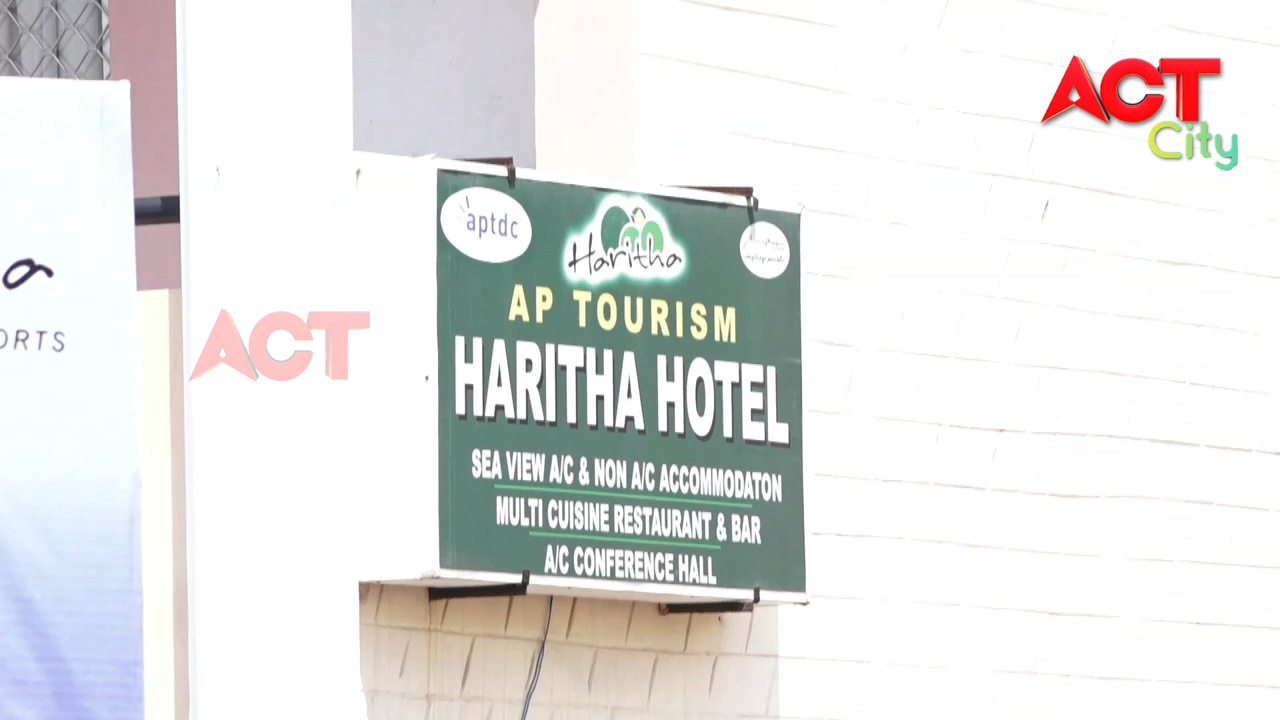 ACT
City
aptdc
Haritha
AP TOURISM
HARITHA HOTEL
SEA VIEW A/C & NON A/C ACCOMMODATON
MULTI CUISINE RESTAURANT & BAR
A/C CONFERENCE HALL
ACT
ORTS